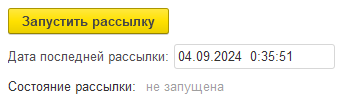 Запустить рассылку
Дата последней рассылки: 04.09.2024 0:35:51
Состояние рассылки: не запущена